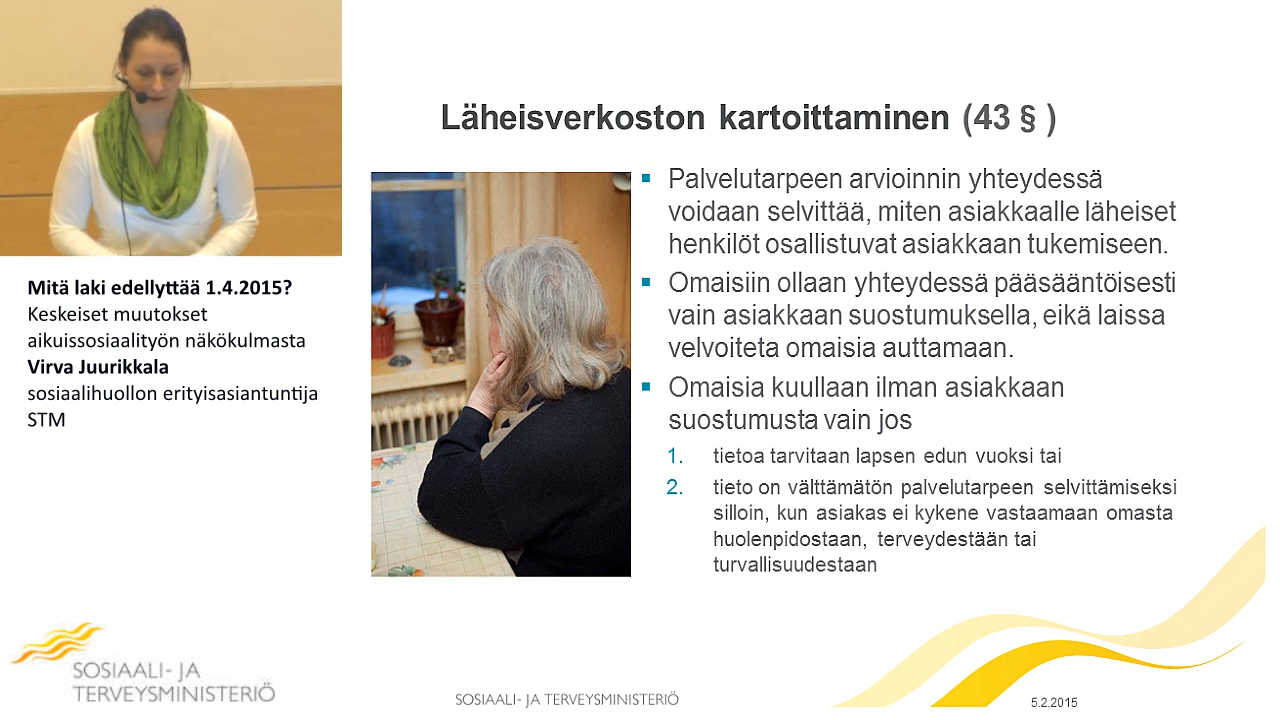 Läheisverkoston kartoittaminen (43 § )
Palvelutarpeen arvioinnin yhteydessä
voidaan selvittää, miten asiakkaalle läheiset
henkilöt osallistuvat asiakkaan tukemiseen.
Omaisiin ollaan yhteydessä pääsääntöisesti
vain asiakkaan suostumuksella, eikä laissa
velvoiteta omaisia auttamaan.
Omaisia kuullaan ilman asiakkaan
suostumusta vain jos
1. tietoa tarvitaan lapsen edun vuoksi tai
2. tieto on välttämätön palvelutarpeen selvittämiseksi
silloin, kun asiakas ei kykene vastaamaan omasta
huolenpidostaan, terveydestään tai
turvallisuudestaan
Mitä laki edellyttää 1.4.2015?
Keskeiset muutokset
aikuissosiaalityön näkökulmasta
Virva Juurikkala
sosiaalihuollon erityisasiantuntija
STM
SOSIAALI- JA
TERVEYSMINISTERIÖ
SOSIAALI- JA TERVEYSMINISTERIÖ
5.2.2015